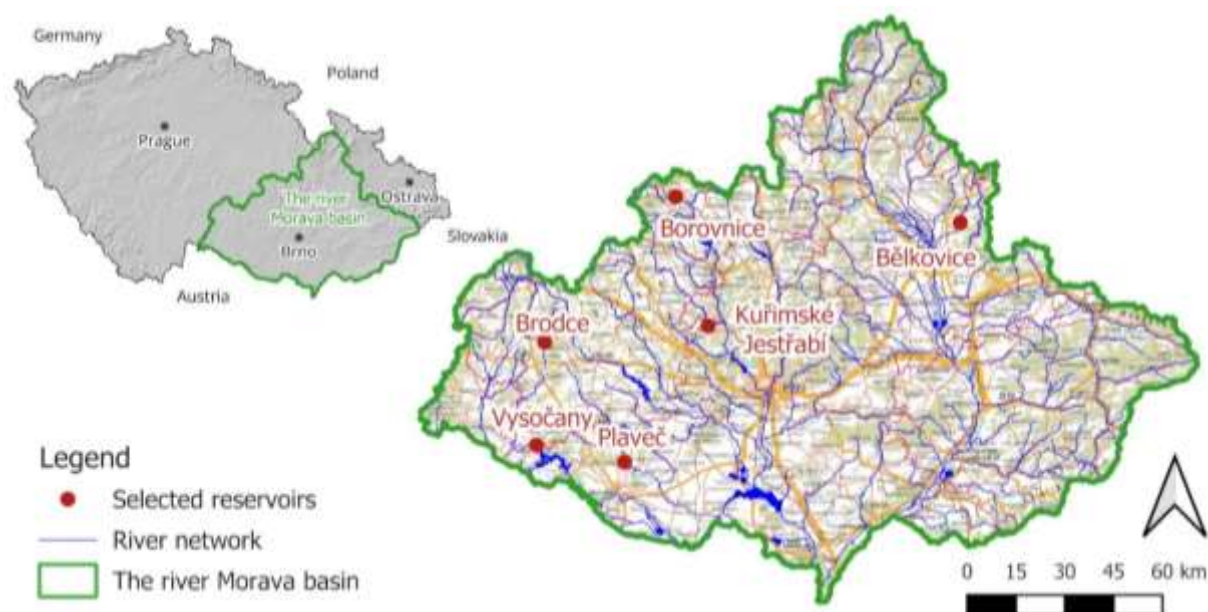 Germany
Poland
Prague
Ostrava
The river
Morava basin
Brno
Slovakia
Austria
Borovnice
Bělkovice
Kuřimské
Jestřabí
Brodce
Vysočany
Plaveč
Legend
Selected reservoirs
River network
The river Morava basin
0 15 30 45 60 km